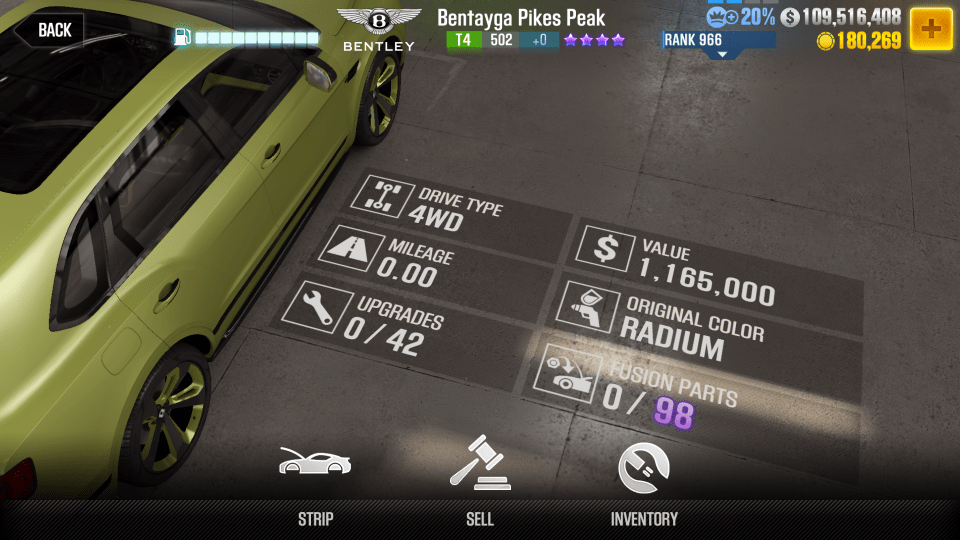 BACK
B
BENTLEY
Bentayga Pikes Peak
T4 502 +0
20%
$ 109,516,408
RANK 966
180,269
+
DRIVE TYPE
4WD
MILEAGE
0.00
UPGRADES
0 / 42
$
VALUE
1,165,000
ORIGINAL COLOR
RADIUM
FUSION PARTS
0 / 98
STRIP
SELL
INVENTORY